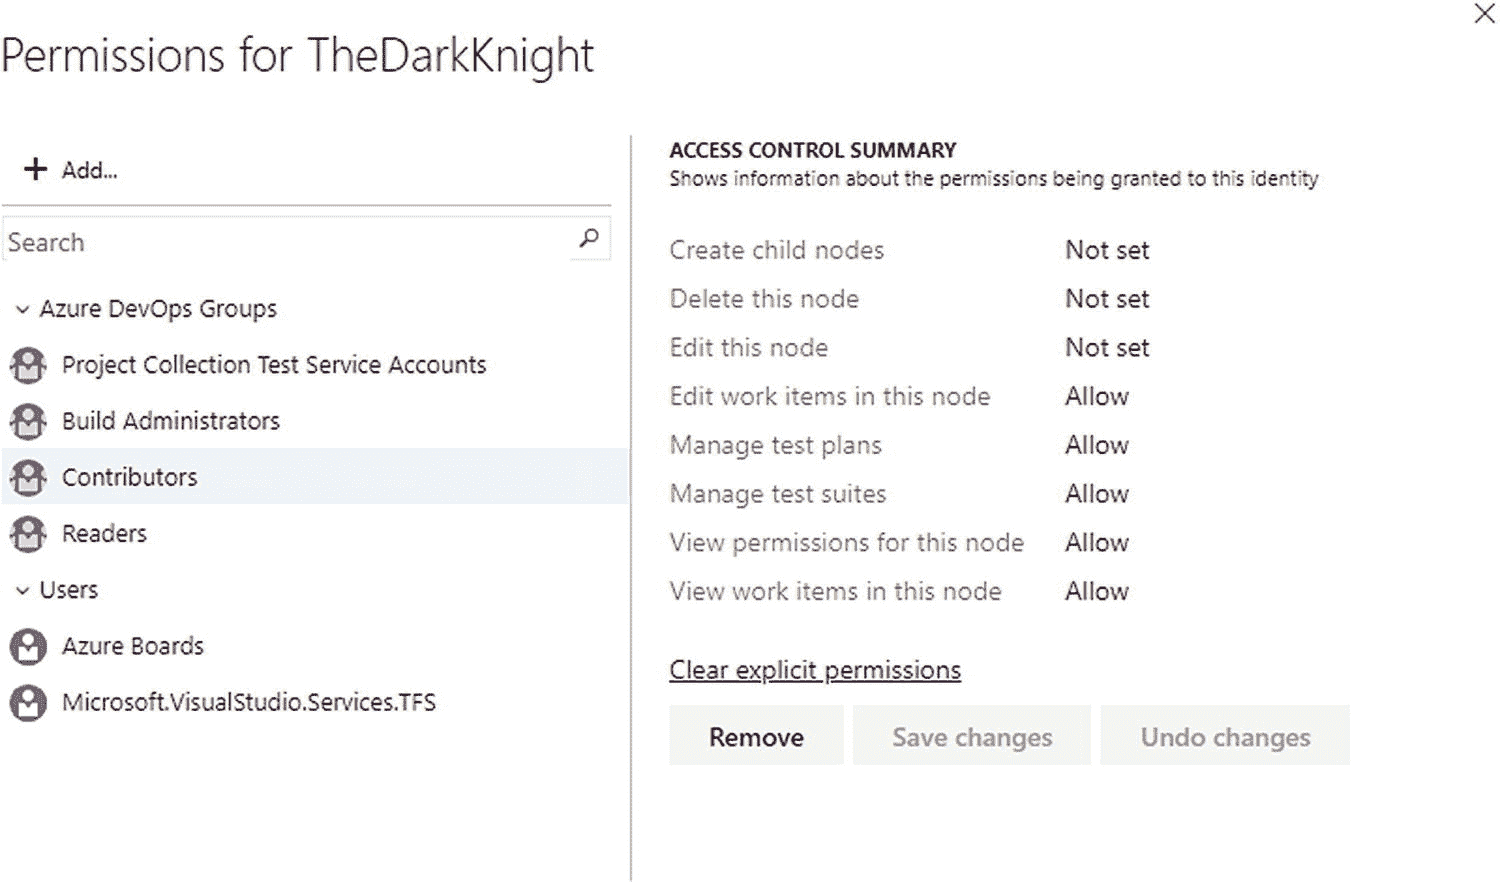 Permissions for TheDarkKnight
Add...
Search
Azure DevOps Groups
Project Collection Test Service Accounts
Build Administrators
Contributors
Readers
Users
Azure Boards
Microsoft.VisualStudio.Services.TFS
ACCESS CONTROL SUMMARY
Shows information about the permissions being granted to this identity
Create child nodes Not set
Delete this node Not set
Edit this node Not set
Edit work items in this node Allow
Manage test plans Allow
Manage test suites Allow
View permissions for this node Allow
View work items in this node Allow
Clear explicit permissions
Remove Save changes Undo changes